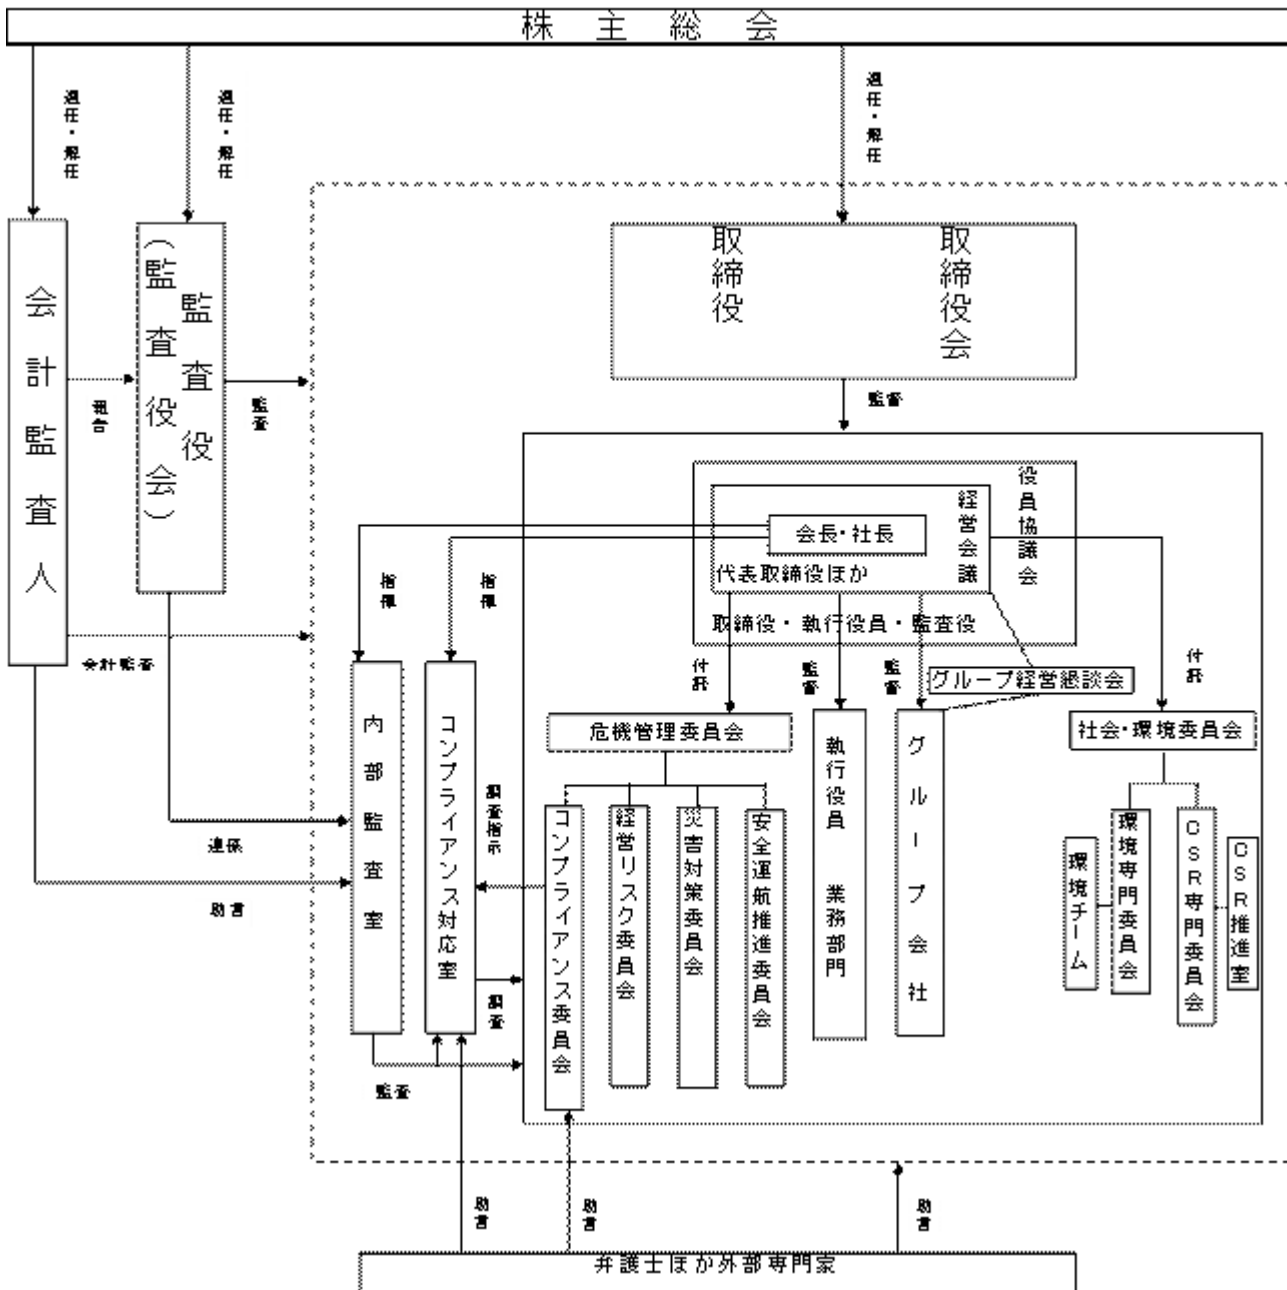 株主総会
選任・解任
選任・解任
選任・解任
会計監査人
監査役
(監査役会)
取締役
取締役会
報告
監査
監督
役員協議会
経営会議
会長・社長
代表取締役ほか
取締役・執行役員・監査役
指揮
指揮
会計監査
付託
監督
監督
グループ経営懇談会
付託
内部監査室
コンプライアンス対応室
危機管理委員会
執行役員 業務部門
グループ会社
社会・環境委員会
調査指示
コンプライアンス委員会
経営リスク委員会
災害対策委員会
安全運航推進委員会
環境チーム
環境専門委員会
CSR専門委員会
CSR推進室
連係
助言
調査
監査
助言
助言
助言
弁護士ほか外部専門家